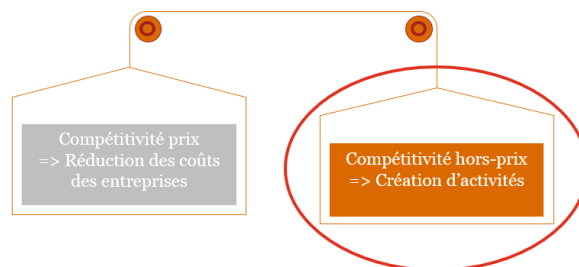 Compétitivité prix
=> Réduction des coûts
des entreprises
Compétitivité hors-prix
=> Création d’activités